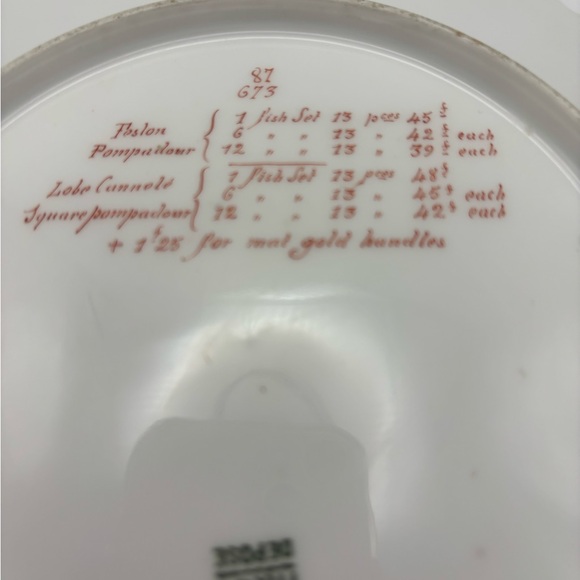 87
673
Feslon { 1 fish Set 13 pces 45 £
6 " " 13 " 42 £ each
Pompadour 12 " " 13 " 39 £ each
Lobe Cannelé { 1 fish Set 13 pces 48 £
6 " " 13 " 45 £ each
Square pompadour 12 " " 13 " 42 £ each
+ 1 £ 25 for mat gold handles
DEPOSE